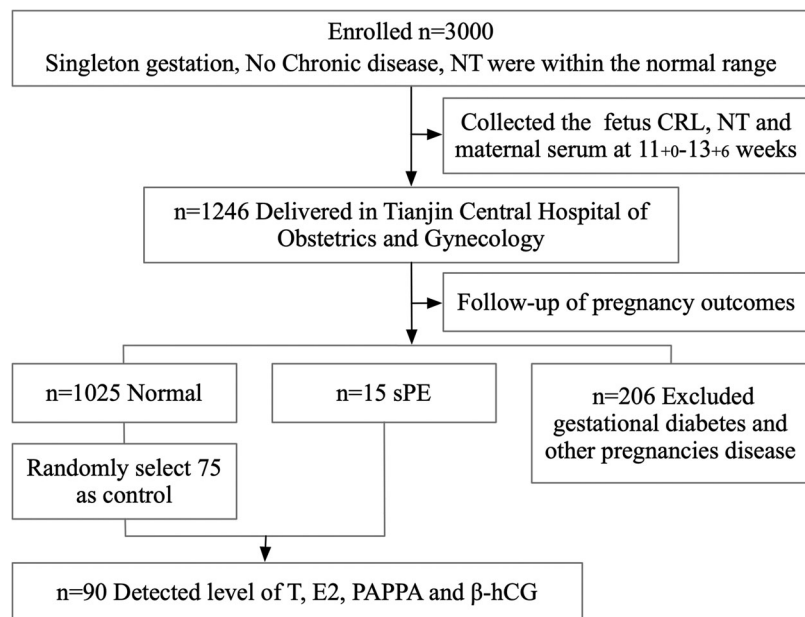 Enrolled n=3000
Singleton gestation, No Chronic disease, NT were within the normal range
Collected the fetus CRL, NT and
maternal serum at 11+0-13+6 weeks
n=1246 Delivered in Tianjin Central Hospital of
Obstetrics and Gynecology
Follow-up of pregnancy outcomes
n=1025 Normal
n=15 sPE
n=206 Excluded
gestational diabetes and
other pregnancies disease
Randomly select 75
as control
n=90 Detected level of T, E2, PAPPA and β-hCG